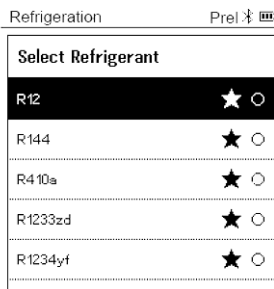 Refrigeration Prel
Select Refrigerant
R12
R144
R410a
R1233zd
R1234yf